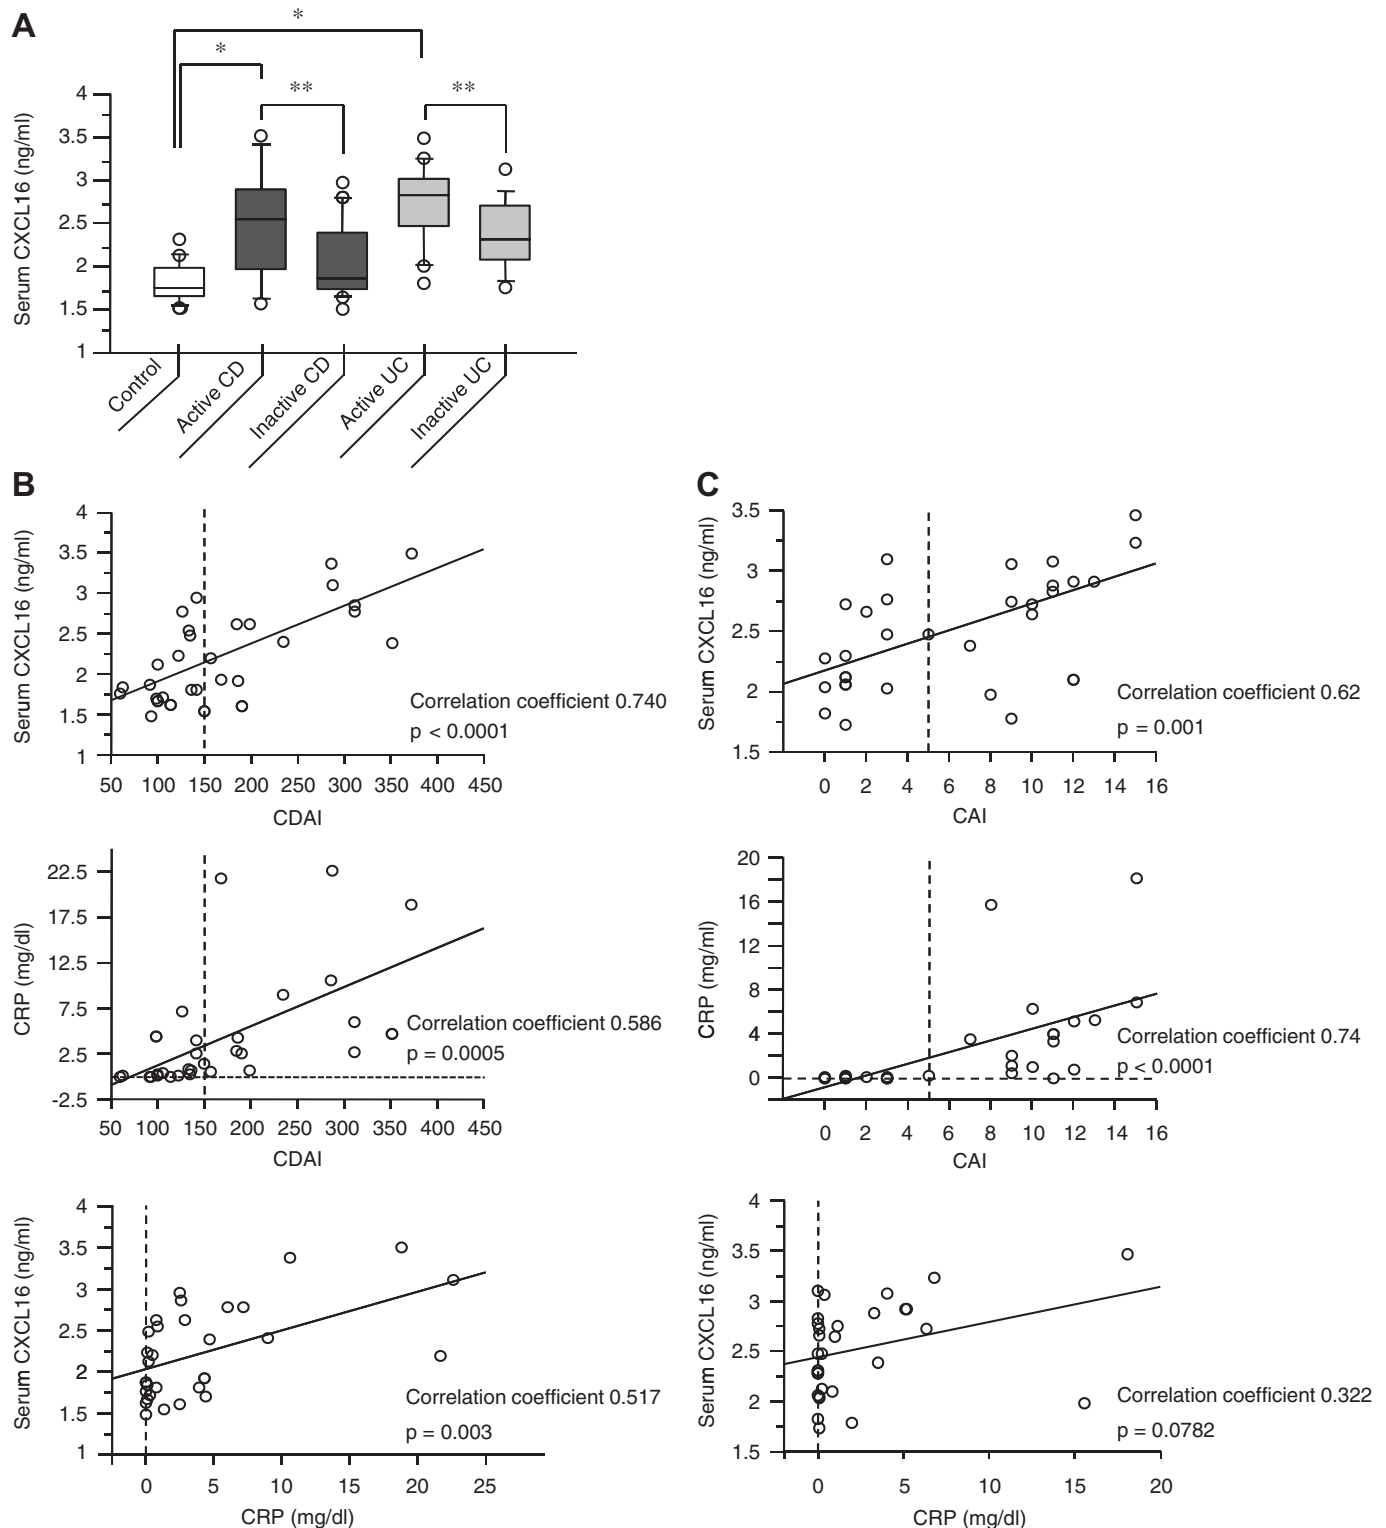 A
*
*
**
**
4
3.5
3
2.5
2
1.5
1
Serum CXCL16 (ng/ml)
Control
Active CD
Inactive CD
Active UC
Inactive UC
B
4
3.5
3
2.5
2
1.5
1
Serum CXCL16 (ng/ml)
Correlation coefficient 0.740
p < 0.0001
50 100 150 200 250 300 350 400 450
CDAI
C
3.5
3
2.5
2
1.5
Serum CXCL16 (ng/ml)
Correlation coefficient 0.62
p = 0.001
0 2 4 6 8 10 12 14 16
CAI
22.5
17.5
12.5
7.5
2.5
-2.5
CRP (mg/dl)
Correlation coefficient 0.586
p = 0.0005
50 100 150 200 250 300 350 400 450
CDAI
20
16
12
8
4
0
CRP (mg/ml)
Correlation coefficient 0.74
p < 0.0001
0 2 4 6 8 10 12 14 16
CAI
4
3.5
3
2.5
2
1.5
1
Serum CXCL16 (ng/ml)
Correlation coefficient 0.517
p = 0.003
0 5 10 15 20 25
CRP (mg/dl)
4
3.5
3
2.5
2
1.5
Serum CXCL16 (ng/ml)
Correlation coefficient 0.322
p = 0.0782
0 5 10 15 20
CRP (mg/dl)